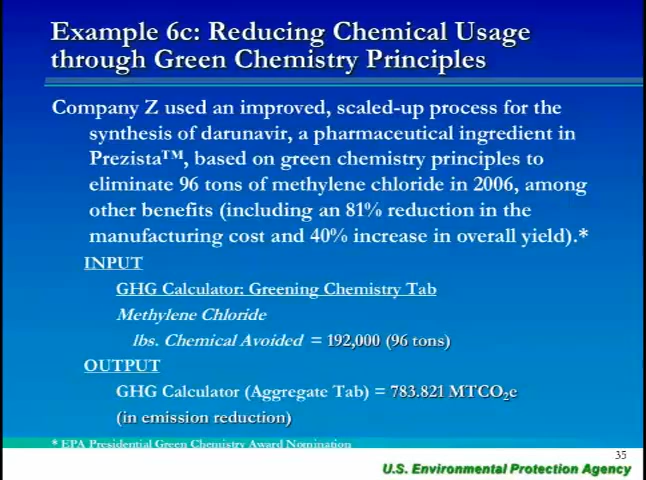 Example 6c: Reducing Chemical Usage
through Green Chemistry Principles
Company Z used an improved, scaled-up process for the
synthesis of darunavir, a pharmaceutical ingredient in
Prezista™, based on green chemistry principles to
eliminate 96 tons of methylene chloride in 2006, among
other benefits (including an 81% reduction in the
manufacturing cost and 40% increase in overall yield).*
INPUT
GHG Calculator: Greening Chemistry Tab
Methylene Chloride
lbs. Chemical Avoided = 192,000 (96 tons)
OUTPUT
GHG Calculator (Aggregate Tab) = 783.821 MTCO₂e
(in emission reduction)
* EPA Presidential Green Chemistry Award Nomination
35
U.S. Environmental Protection Agency